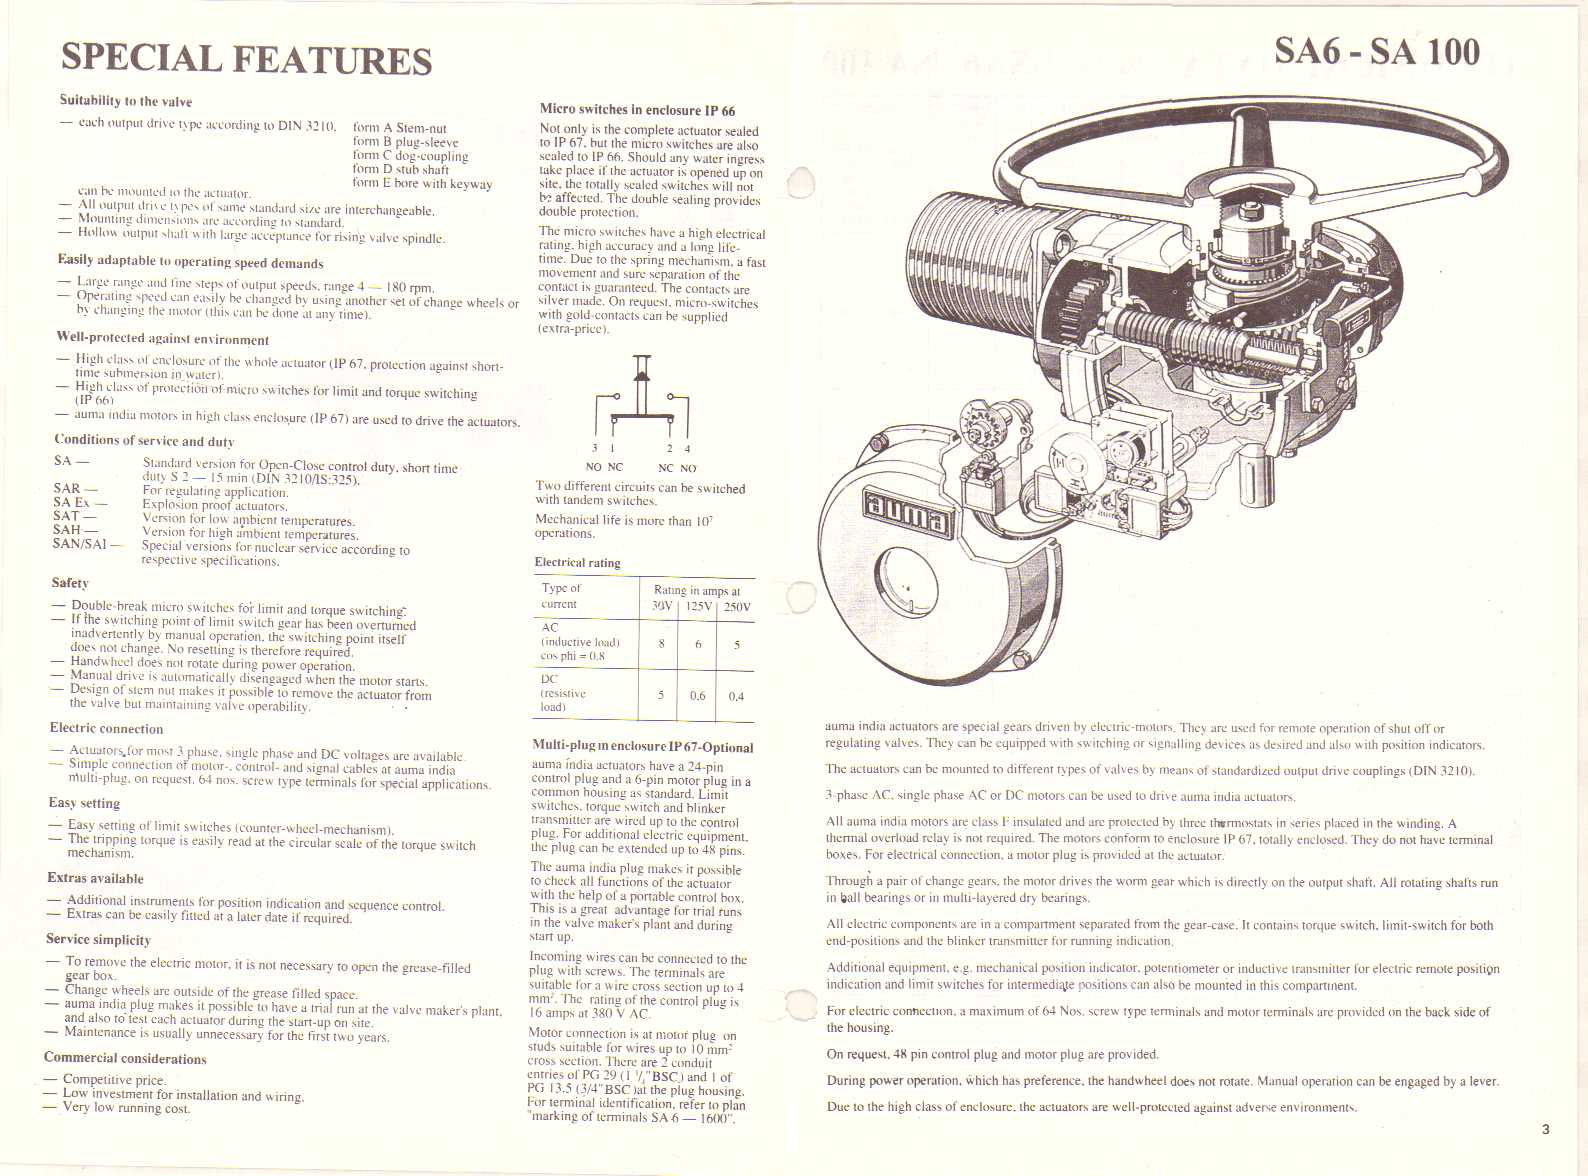 SPECIAL FEATURES
Suitability to the valve
— each output drive type according to DIN 3210, form A Stem-nut
form B plug-sleeve
form C dog-coupling
form D stub shaft
form E bore with keyway
can be mounted to the actuator.
— All output drive types of same standard size are interchangeable.
— Mounting dimensions are according to standard.
— Hollow output shaft with large acceptance for rising valve spindle.
Easily adaptable to operating speed demands
— Large range and fine steps of output speeds, range 4 — 180 rpm.
— Operating speed can easily be changed by using another set of change wheels or
by changing the motor (this can be done at any time).
Well-protected against environment
— High class of enclosure of the whole actuator (IP 67, protection against short-
time submersion in water).
— High class of protection of micro switches for limit and torque switching
(IP 66)
— auma india motors in high class enclosure (IP 67) are used to drive the actuators.
Conditions of service and duty
SA — Standard version for Open-Close control duty, short time
duty S 2 — 15 min (DIN 3210/IS:325).
SAR — For regulating application.
SA Ex — Explosion proof actuators.
SAT — Version for low ambient temperatures.
SAH — Version for high ambient temperatures.
SAN/SAI — Special versions for nuclear service according to
respective specifications.
Safety
— Double-break micro switches for limit and torque switching.
— If the switching point of limit switch gear has been overturned
inadvertently by manual operation, the switching point itself
does not change. No resetting is therefore required.
— Handwheel does not rotate during power operation.
— Manual drive is automatically disengaged when the motor starts.
— Design of stem nut makes it possible to remove the actuator from
the valve but maintaining valve operability.
Electric connection
— Actuators for most 3 phase, single phase and DC voltages are available.
— Simple connection of motor-, control- and signal cables at auma india
multi-plug, on request, 64 nos. screw type terminals for special applications.
Easy setting
— Easy setting of limit switches (counter-wheel-mechanism).
— The tripping torque is easily read at the circular scale of the torque switch
mechanism.
Extras available
— Additional instruments for position indication and sequence control.
— Extras can be easily fitted at a later date if required.
Service simplicity
— To remove the electric motor, it is not necessary to open the grease-filled
gear box.
— Change wheels are outside of the grease filled space.
— auma india plug makes it possible to have a trial run at the valve maker's plant,
and also to test each actuator during the start-up on site.
— Maintenance is usually unnecessary for the first two years.
Commercial considerations
— Competitive price.
— Low investment for installation and wiring.
— Very low running cost.
Micro switches in enclosure IP 66
Not only is the complete actuator sealed
to IP 67, but the micro switches are also
sealed to IP 66. Should any water ingress
take place if the actuator is opened up on
site, the totally sealed switches will not
be affected. The double sealing provides
double protection.
The micro switches have a high electrical
rating, high accuracy and a long life-
time. Due to the spring mechanism, a fast
movement and sure separation of the
contact is guaranteed. The contacts are
silver made. On request, micro-switches
with gold-contacts can be supplied
(extra-price).
3 1 2 4
NO NC NC NO
Two different circuits can be switched
with tandem switches.
Mechanical life is more than 10⁷
operations.
Electrical rating
Type of Rating in amps at
current 30V 125V 250V
AC
(inductive load) 8 6 5
cos phi = 0.8
DC
(resistive 5 0,6 0,4
load)
Multi-plug in enclosure IP 67-Optional
auma india actuators have a 24-pin
control plug and a 6-pin motor plug in a
common housing as standard. Limit
switches, torque switch and blinker
transmitter are wired up to the control
plug. For additional electric equipment,
the plug can be extended up to 48 pins.
The auma india plug makes it possible
to check all functions of the actuator
with the help of a portable control box.
This is a great advantage for trial runs
in the valve maker's plant and during
start up.
Incoming wires can be connected to the
plug with screws. The terminals are
suitable for a wire cross section up to 4
mm². The rating of the control plug is
16 amps at 380 V AC.
Motor connection is at motor plug on
studs suitable for wires up to 10 mm²
cross section. There are 2 conduit
entries of PG 29 (1 1/4"BSC) and 1 of
PG 13.5 (3/4"BSC )at the plug housing.
For terminal identification, refer to plan
"marking of terminals SA 6 — 1600".
SA6 - SA 100
auma
auma
auma india actuators are special gears driven by electric-motors. They are used for remote operation of shut off or
regulating valves. They can be equipped with switching or signalling devices as desired and also with position indicators.
The actuators can be mounted to different types of valves by means of standardized output drive couplings (DIN 3210).
3-phase AC, single phase AC or DC motors can be used to drive auma india actuators.
All auma india motors are class F insulated and are protected by three thermostats in series placed in the winding. A
thermal overload relay is not required. The motors conform to enclosure IP 67, totally enclosed. They do not have terminal
boxes. For electrical connection, a motor plug is provided at the actuator.
Through a pair of change gears, the motor drives the worm gear which is directly on the output shaft. All rotating shafts run
in ball bearings or in multi-layered dry bearings.
All electric components are in a compartment separated from the gear-case. It contains torque switch, limit-switch for both
end-positions and the blinker transmitter for running indication.
Additional equipment, e.g. mechanical position indicator, potentiometer or inductive transmitter for electric remote position
indication and limit switches for intermediate positions can also be mounted in this compartment.
For electric connection, a maximum of 64 Nos. screw type terminals and motor terminals are provided on the back side of
the housing.
On request, 48 pin control plug and motor plug are provided.
During power operation, which has preference, the handwheel does not rotate. Manual operation can be engaged by a lever.
Due to the high class of enclosure, the actuators are well-protected against adverse environments.
3